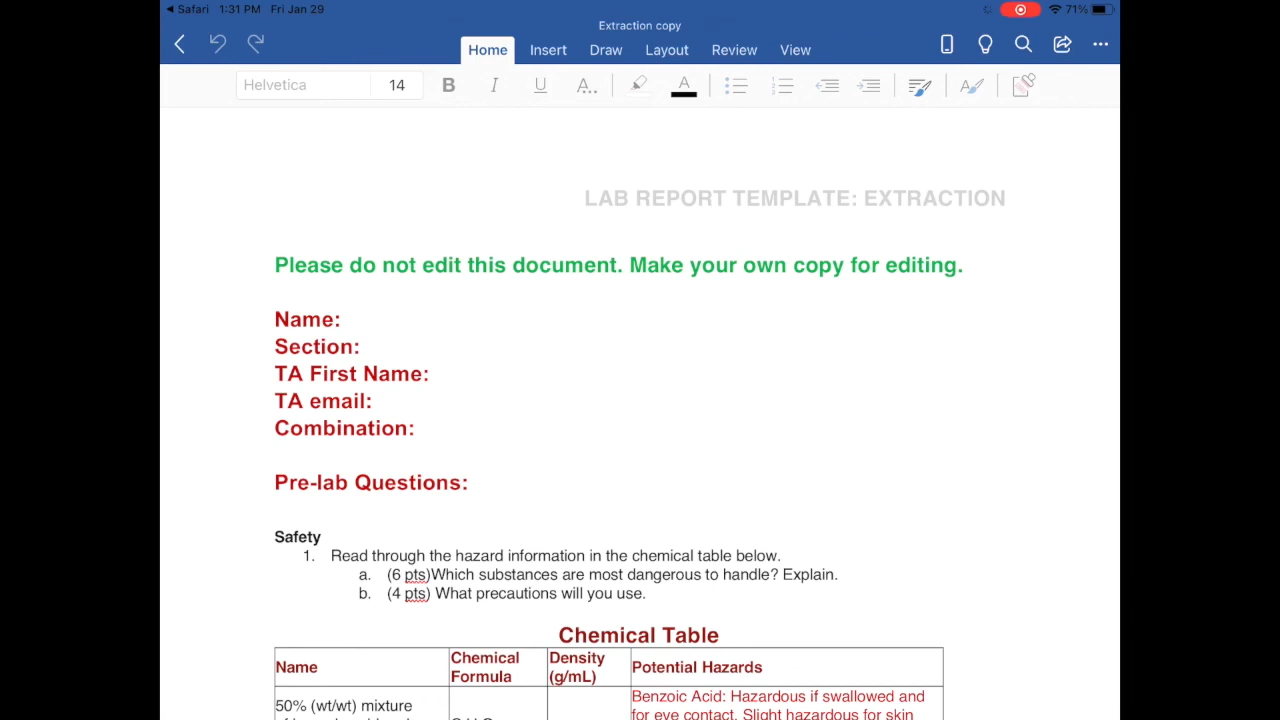 Safari 1:31 PM Fri Jan 29 71%
Extraction copy
Home Insert Draw Layout Review View
Helvetica 14 B I U A.. A
LAB REPORT TEMPLATE: EXTRACTION
Please do not edit this document. Make your own copy for editing.
Name:
Section:
TA First Name:
TA email:
Combination:
Pre-lab Questions:
Safety
1. Read through the hazard information in the chemical table below.
a. (6 pts)Which substances are most dangerous to handle? Explain.
b. (4 pts) What precautions will you use.
Chemical Table
Name Chemical Formula Density (g/mL) Potential Hazards
50% (wt/wt) mixture
Benzoic Acid: Hazardous if swallowed and
for eye contact. Slight hazardous for skin